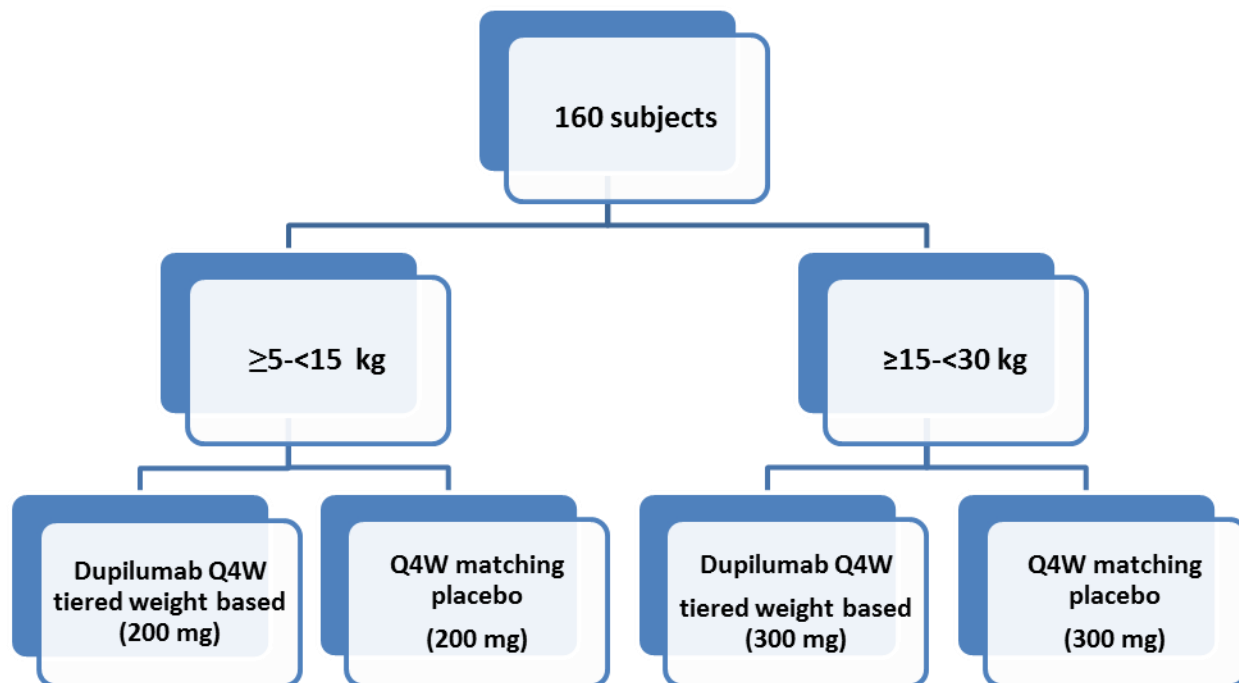 160 subjects
≥5-<15 kg
≥15-<30 kg
Dupilumab Q4W
tiered weight based
(200 mg)
Q4W matching
placebo
(200 mg)
Dupilumab Q4W
tiered weight based
(300 mg)
Q4W matching
placebo
(300 mg)